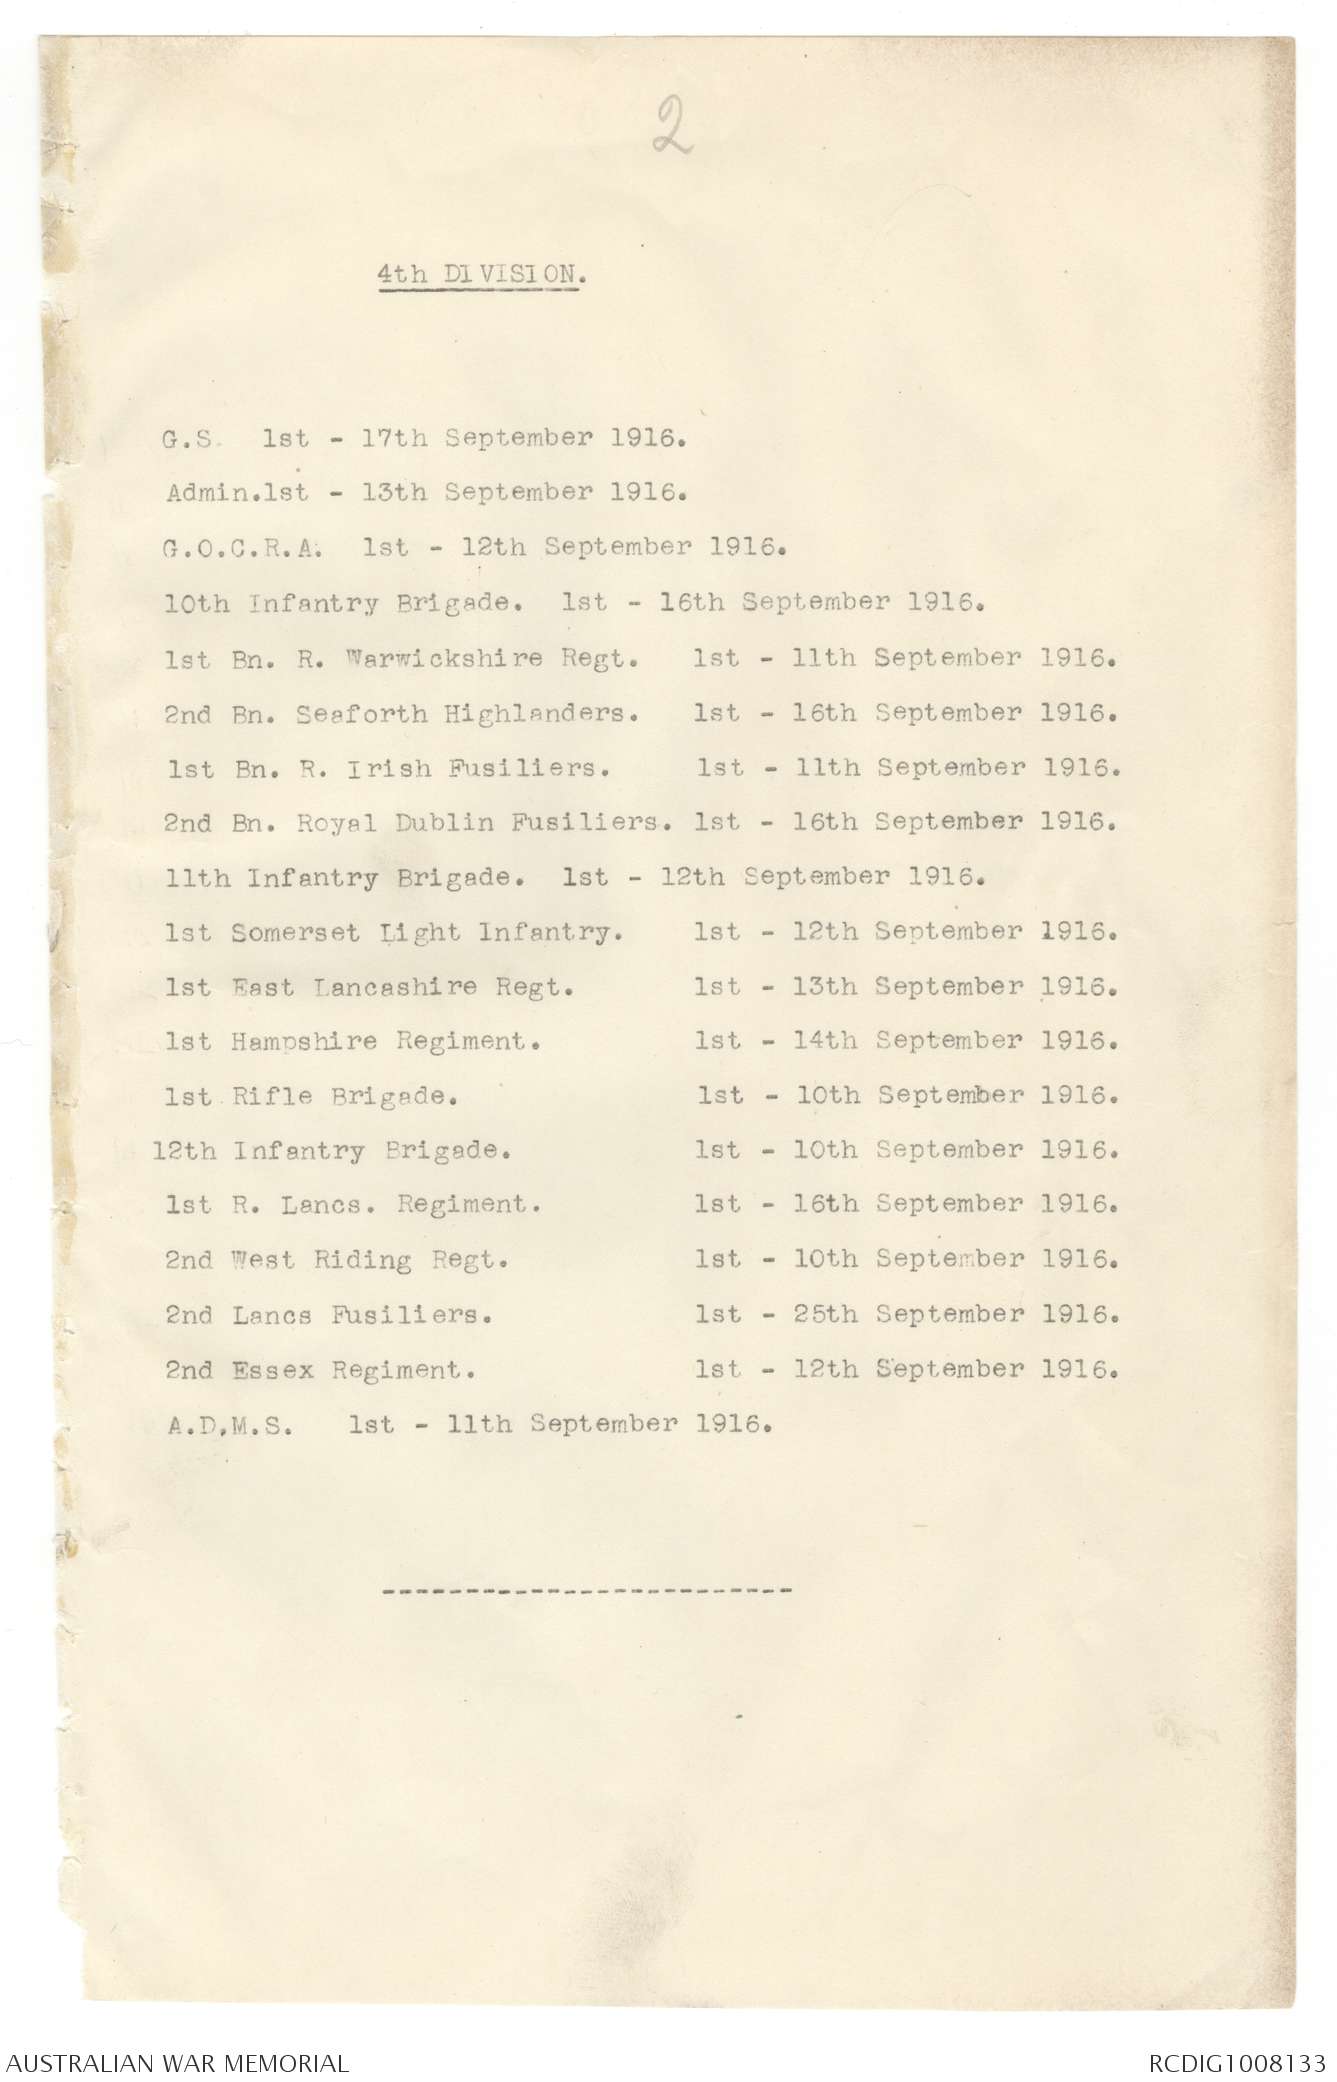 2
4th DIVISION.
G.S. 1st - 17th September 1916.
Admin.1st - 13th September 1916.
G.O.C.R.A. 1st - 12th September 1916.
10th Infantry Brigade. 1st - 16th September 1916.
1st Bn. R. Warwickshire Regt. 1st - 11th September 1916.
2nd Bn. Seaforth Highlanders. 1st - 16th September 1916.
1st Bn. R. Irish Fusiliers. 1st - 11th September 1916.
2nd Bn. Royal Dublin Fusiliers. 1st - 16th September 1916.
11th Infantry Brigade. 1st - 12th September 1916.
1st Somerset Light Infantry. 1st - 12th September 1916.
1st East Lancashire Regt. 1st - 13th September 1916.
1st Hampshire Regiment. 1st - 14th September 1916.
1st Rifle Brigade. 1st - 10th September 1916.
12th Infantry Brigade. 1st - 10th September 1916.
1st R. Lancs. Regiment. 1st - 16th September 1916.
2nd West Riding Regt. 1st - 10th September 1916.
2nd Lancs Fusiliers. 1st - 25th September 1916.
2nd Essex Regiment. 1st - 12th September 1916.
A.D.M.S. 1st - 11th September 1916.
-------------------------
AUSTRALIAN WAR MEMORIAL
RCDIG1008133